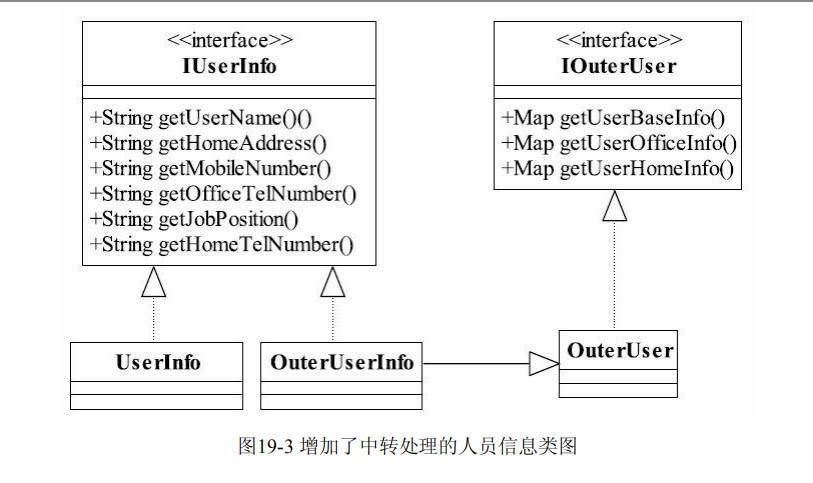 <<interface>>
IUserInfo
+String getUserName()()
+String getHomeAddress()
+String getMobileNumber()
+String getOfficeTelNumber()
+String getJobPosition()
+String getHomeTelNumber()
<<interface>>
IOuterUser
+Map getUserBaseInfo()
+Map getUserOfficeInfo()
+Map getUserHomeInfo()
UserInfo
OuterUserInfo
OuterUser
图19-3 增加了中转处理的人员信息类图